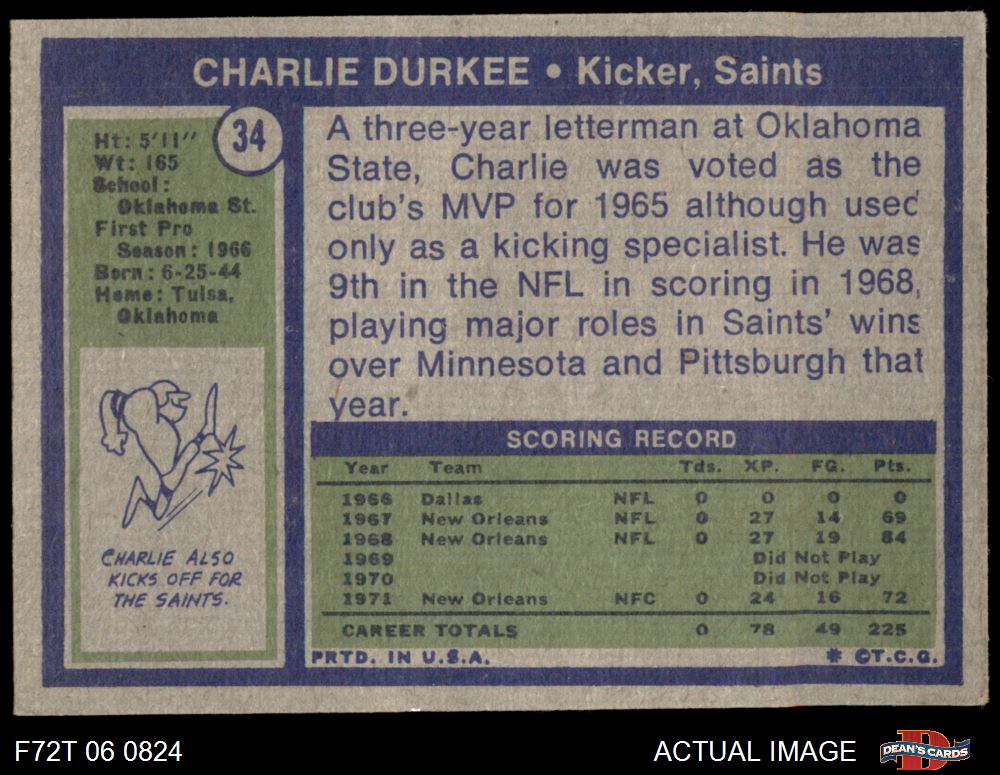 CHARLIE DURKEE • Kicker, Saints
34
Ht: 5'11''
Wt: 165
School:
Oklahoma St.
First Pro
Season: 1966
Born: 6-25-44
Home: Tulsa,
Oklahoma
CHARLIE ALSO
KICKS OFF FOR
THE SAINTS.
A three-year letterman at Oklahoma
State, Charlie was voted as the
club's MVP for 1965 although used
only as a kicking specialist. He was
9th in the NFL in scoring in 1968,
playing major roles in Saints' wins
over Minnesota and Pittsburgh that
year.
SCORING RECORD
Year Team Tds. XP. FG. Pts.
1966 Dallas NFL 0 0 0 0
1967 New Orleans NFL 0 27 14 69
1968 New Orleans NFL 0 27 19 84
1969 Did Not Play
1970 Did Not Play
1971 New Orleans NFC 0 24 16 72
CAREER TOTALS 0 78 49 225
PRTD. IN U.S.A. * ©T.C.G.
F72T 06 0824
ACTUAL IMAGE
D
DEAN'S CARDS